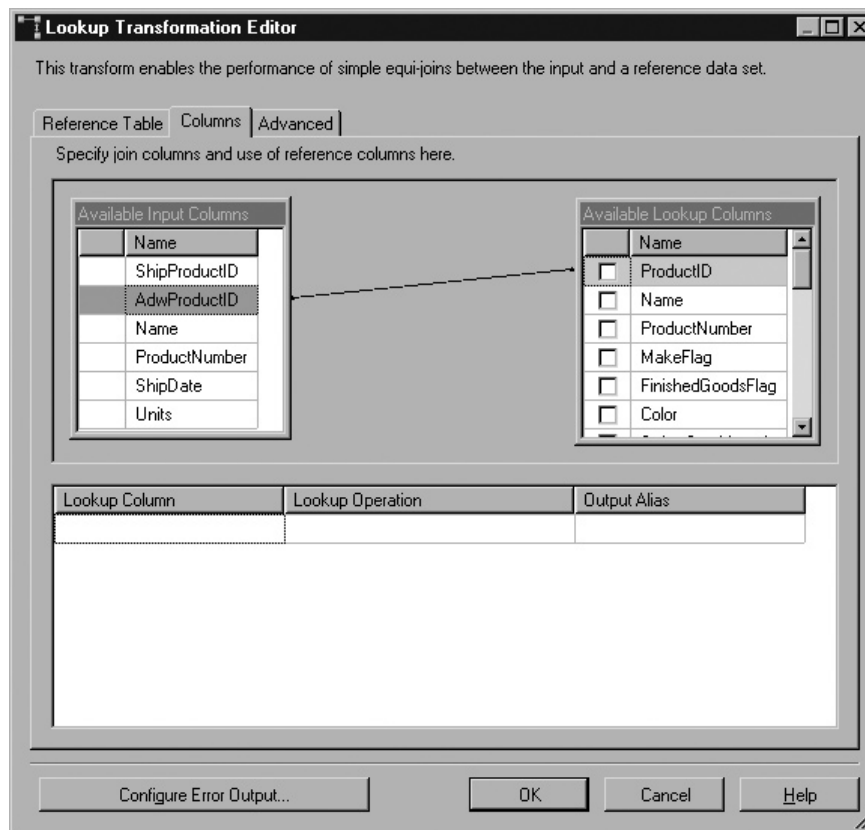 Lookup Transformation Editor
This transform enables the performance of simple equi-joins between the input and a reference data set.
Reference Table Columns Advanced
Specify join columns and use of reference columns here.
Available Input Columns
Name
ShipProductID
AdwProductID
Name
ProductNumber
ShipDate
Units
Available Lookup Columns
Name
ProductID
Name
ProductNumber
MakeFlag
FinishedGoodsFlag
Color
Lookup Column Lookup Operation Output Alias
Configure Error Output... OK Cancel Help